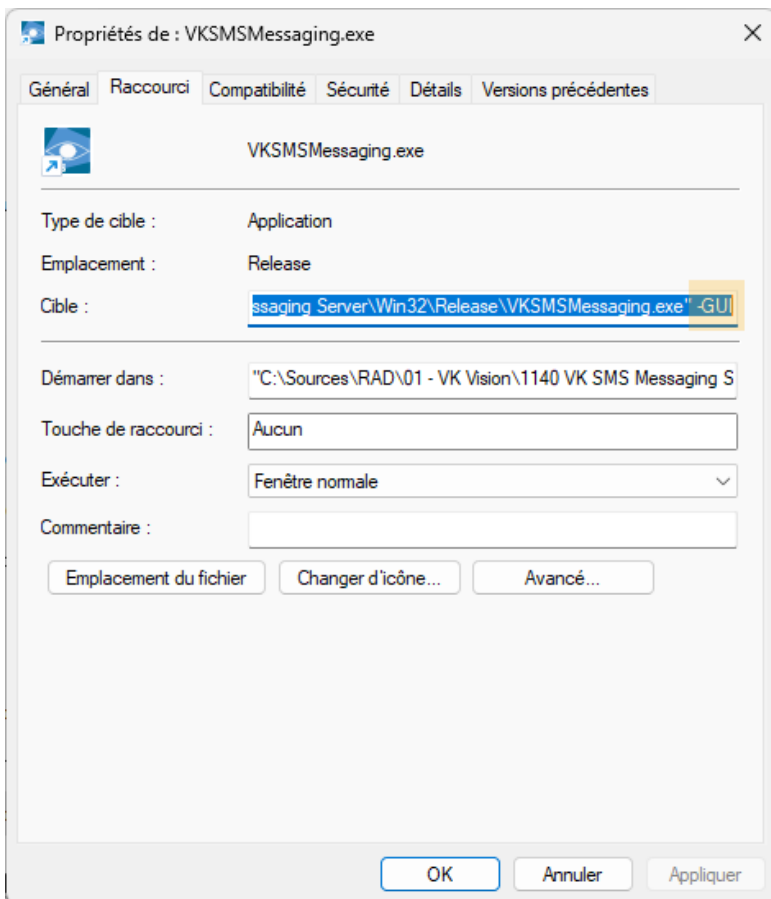 Propriétés de : VKSMSMessaging.exe
Général Raccourci Compatibilité Sécurité Détails Versions précédentes
VKSMSMessaging.exe
Type de cible : Application
Emplacement : Release
Cible : ssaging Server\Win32\Release\VKSMSMessaging.exe" -GUI
Démarrer dans : "C:\Sources\RAD\01 - VK Vision\1140 VK SMS Messaging S
Touche de raccourci : Aucun
Exécuter : Fenêtre normale
Commentaire :
Emplacement du fichier Changer d'icône... Avancé...
OK Annuler Appliquer